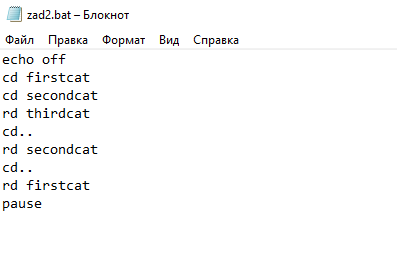 zad2.bat – Блокнот
Файл Правка Формат Вид Справка
echo off
cd firstcat
cd secondcat
rd thirdcat
cd..
rd secondcat
cd..
rd firstcat
pause